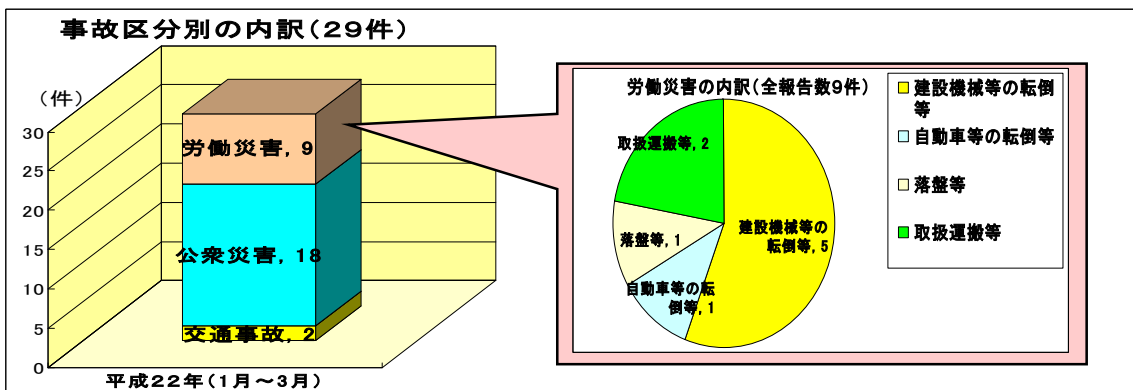 事故区分別の内訳(29件)
(件)
30
25
20
15
10
5
0
労働災害, 9
公衆災害, 18
交通事故, 2
平成22年(1月～3月)
労働災害の内訳(全報告数9件)
取扱運搬等, 2
落盤等, 1
自動車等の転
倒等, 1
建設機械等の
転倒等, 5
建設機械等の転倒
等
自動車等の転倒等
落盤等
取扱運搬等